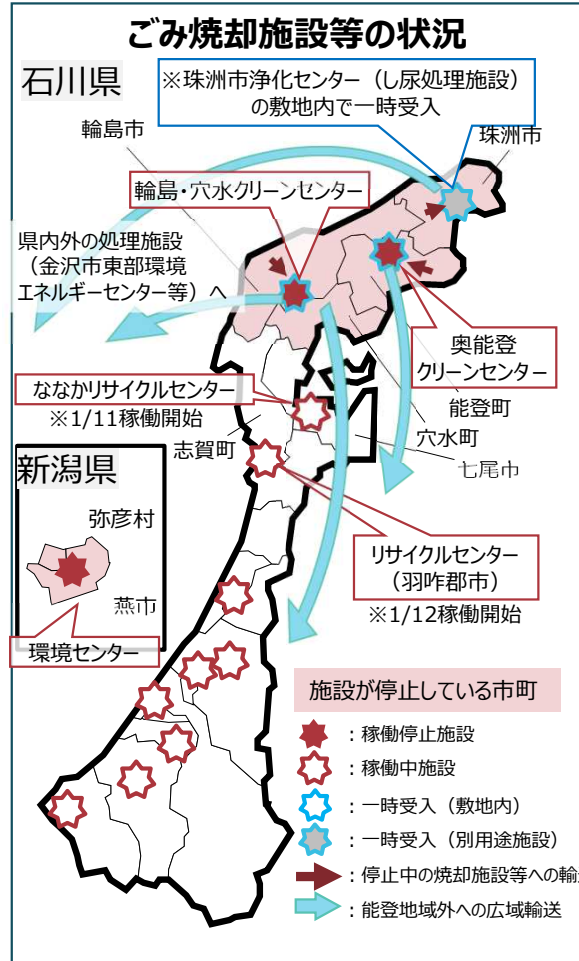 ごみ焼却施設等の状況
石川県
※珠洲市浄化センター（し尿処理施設）
の敷地内で一時受入
輪島市
珠洲市
輪島・穴水クリーンセンター
県内外の処理施設
（金沢市東部環境
エネルギーセンター等）へ
奥能登
クリーンセンター
ななかリサイクルセンター
※1/11稼働開始
能登町
穴水町
志賀町
七尾市
新潟県
弥彦村
燕市
環境センター
リサイクルセンター
（羽咋郡市）
※1/12稼働開始
施設が停止している市町
：稼働停止施設
：稼働中施設
：一時受入（敷地内）
：一時受入（別用途施設）
：停止中の焼却施設等への輸
：能登地域外への広域輸送